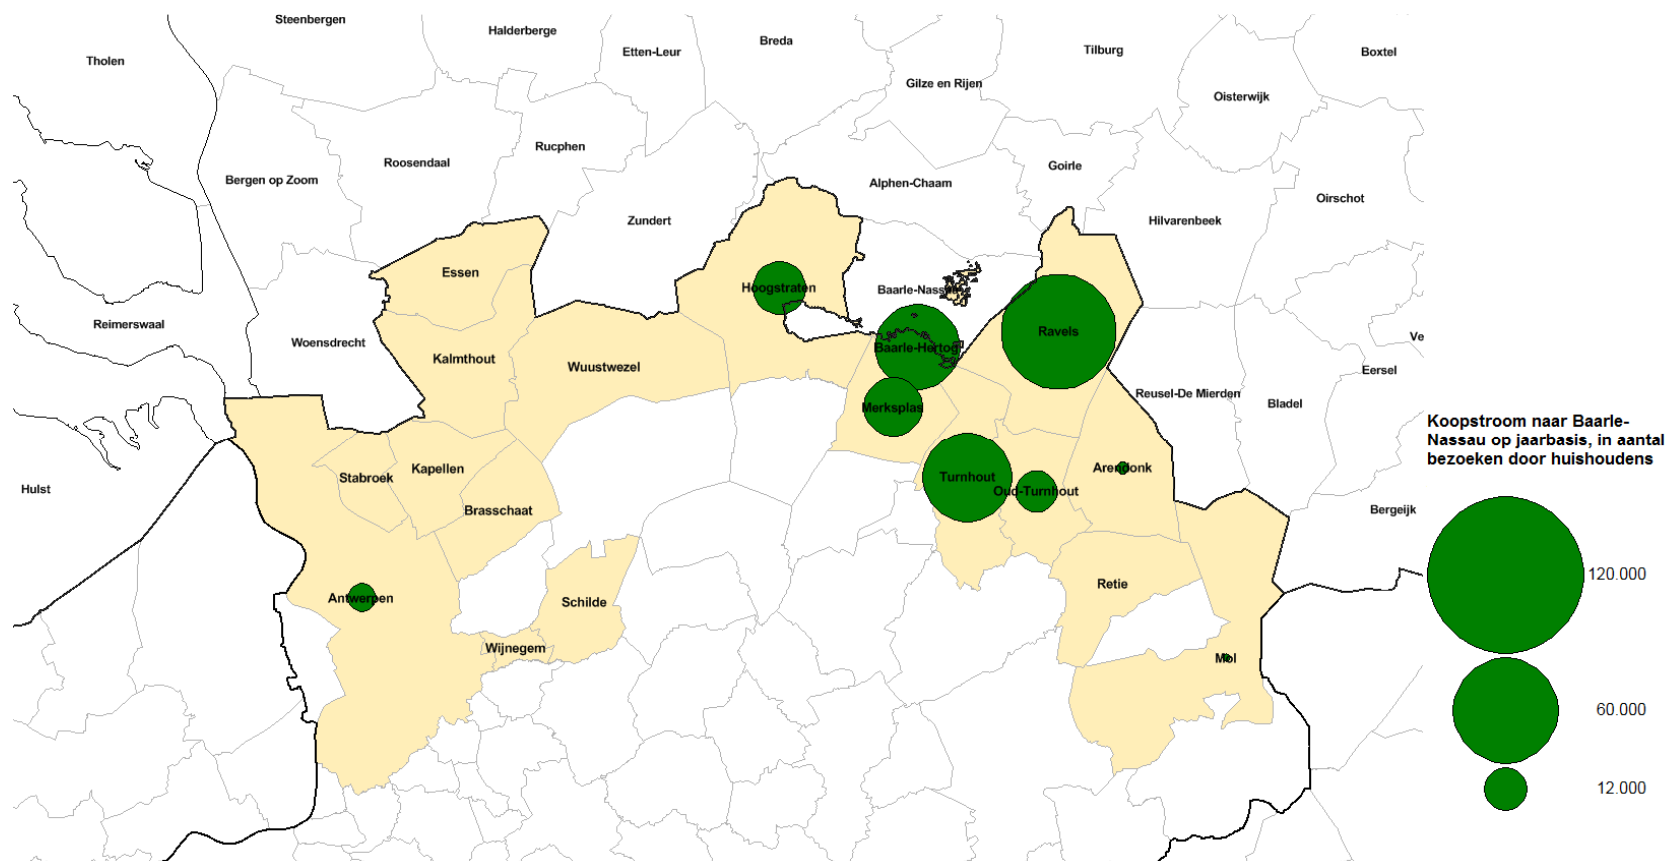 Steenbergen
Halderberge
Etten-Leur
Breda
Tilburg
Boxtel
Tholen
Gilze en Rijen
Oisterwijk
Rucphen
Roosendaal
Goirle
Bergen op Zoom
Alphen-Chaam
Oirschot
Zundert
Hilvarenbeek
Essen
Hoogstraten
Baarle-Nassau
Reimerswaal
Woensdrecht
Ravels
Ve
Baarle-Hertog
Kalmthout
Wuustwezel
Eersel
Reusel-De Mierden
Bladel
Merksplas
Koopstroom naar Baarle-
Nassau op jaarbasis, in aantal
bezoeken door huishoudens
Kapellen
Arendonk
Stabroek
Turnhout
Hulst
Oud-Turnhout
Brasschaat
Bergeijk
120.000
Retie
Antwerpen
Schilde
Wijnegem
Mol
60.000
12.000